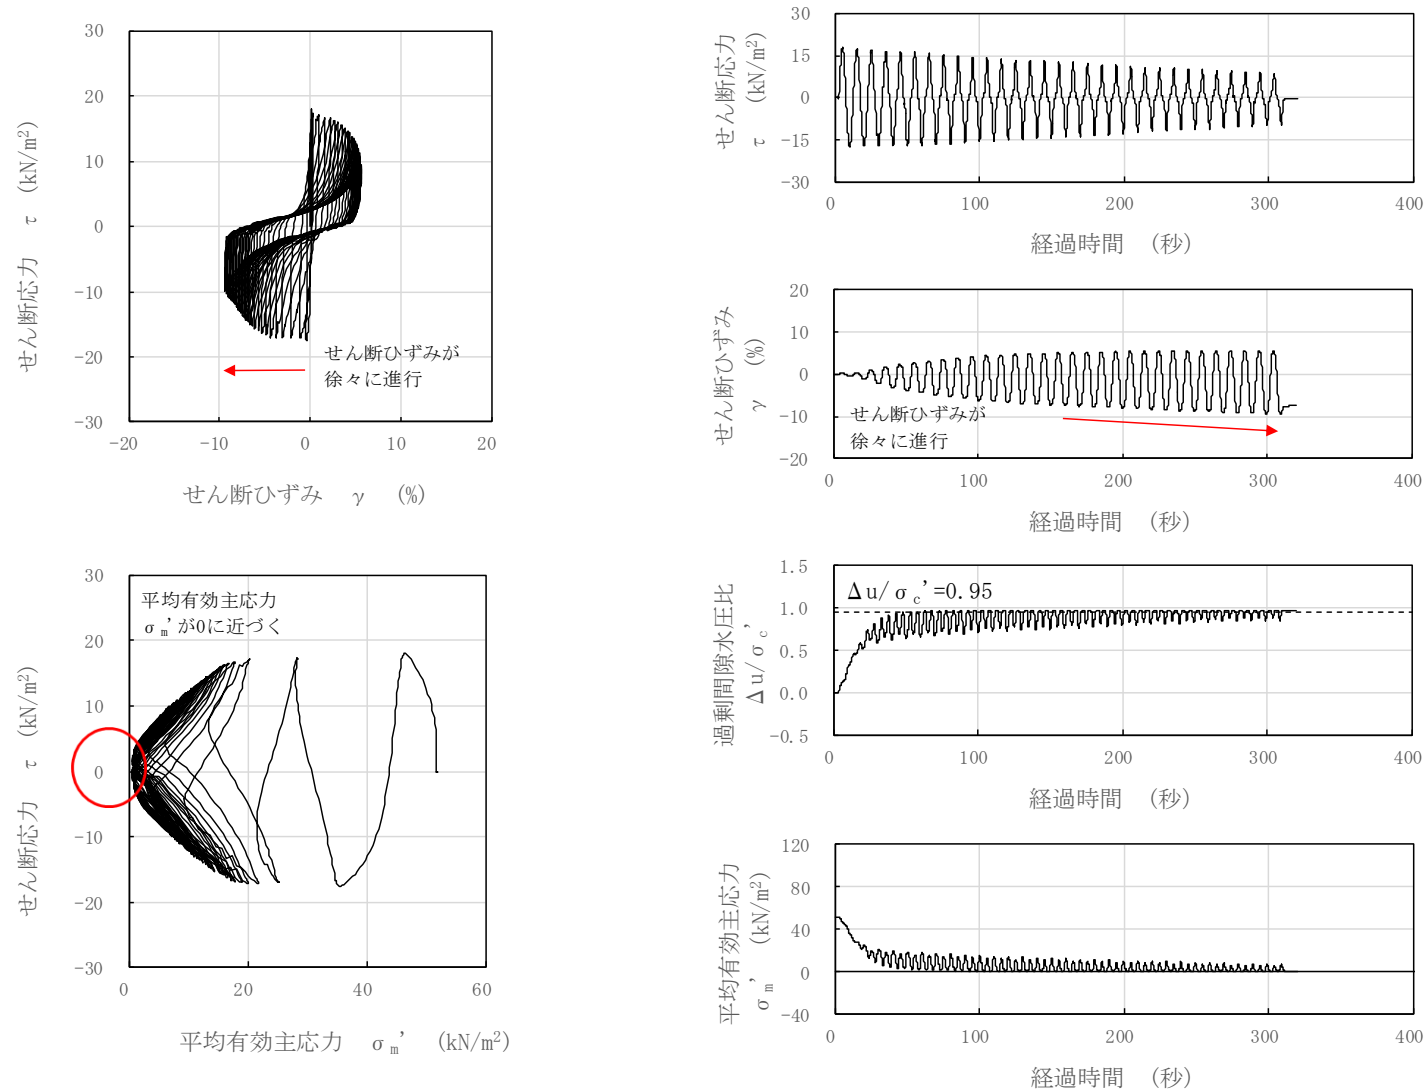 30
20
10
0
-10
-20
-30
-20
-10
0
10
20
せん断応力 τ (kN/m²)
せん断ひずみ γ (%)
せん断ひずみが
徐々に進行
30
15
0
-15
-30
0
100
200
300
400
せん断応力
τ (kN/m²)
経過時間 (秒)
20
10
0
-10
-20
0
100
200
300
400
せん断ひずみ
γ (%)
せん断ひずみが
徐々に進行
経過時間 (秒)
30
20
10
0
-10
-20
-30
0
20
40
60
せん断応力 τ (kN/m²)
平均有効主応力
σm'が0に近づく
平均有効主応力 σm' (kN/m²)
1.5
1.0
0.5
0.0
-0.5
0
100
200
300
400
過剰間隙水圧比
Δu/σc'
Δu/σc'=0.95
経過時間 (秒)
120
80
40
0
-40
0
100
200
300
400
平均有効主応力
σm' (kN/m²)
経過時間 (秒)